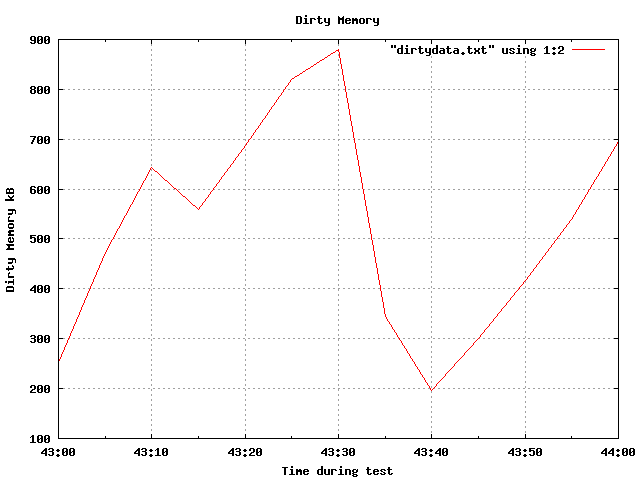 Dirty Memory
"dirtydata.txt" using 1:2
900
800
700
600
500
400
300
200
100
Dirty Memory kB
43:00 43:10 43:20 43:30 43:40 43:50 44:00
Time during test